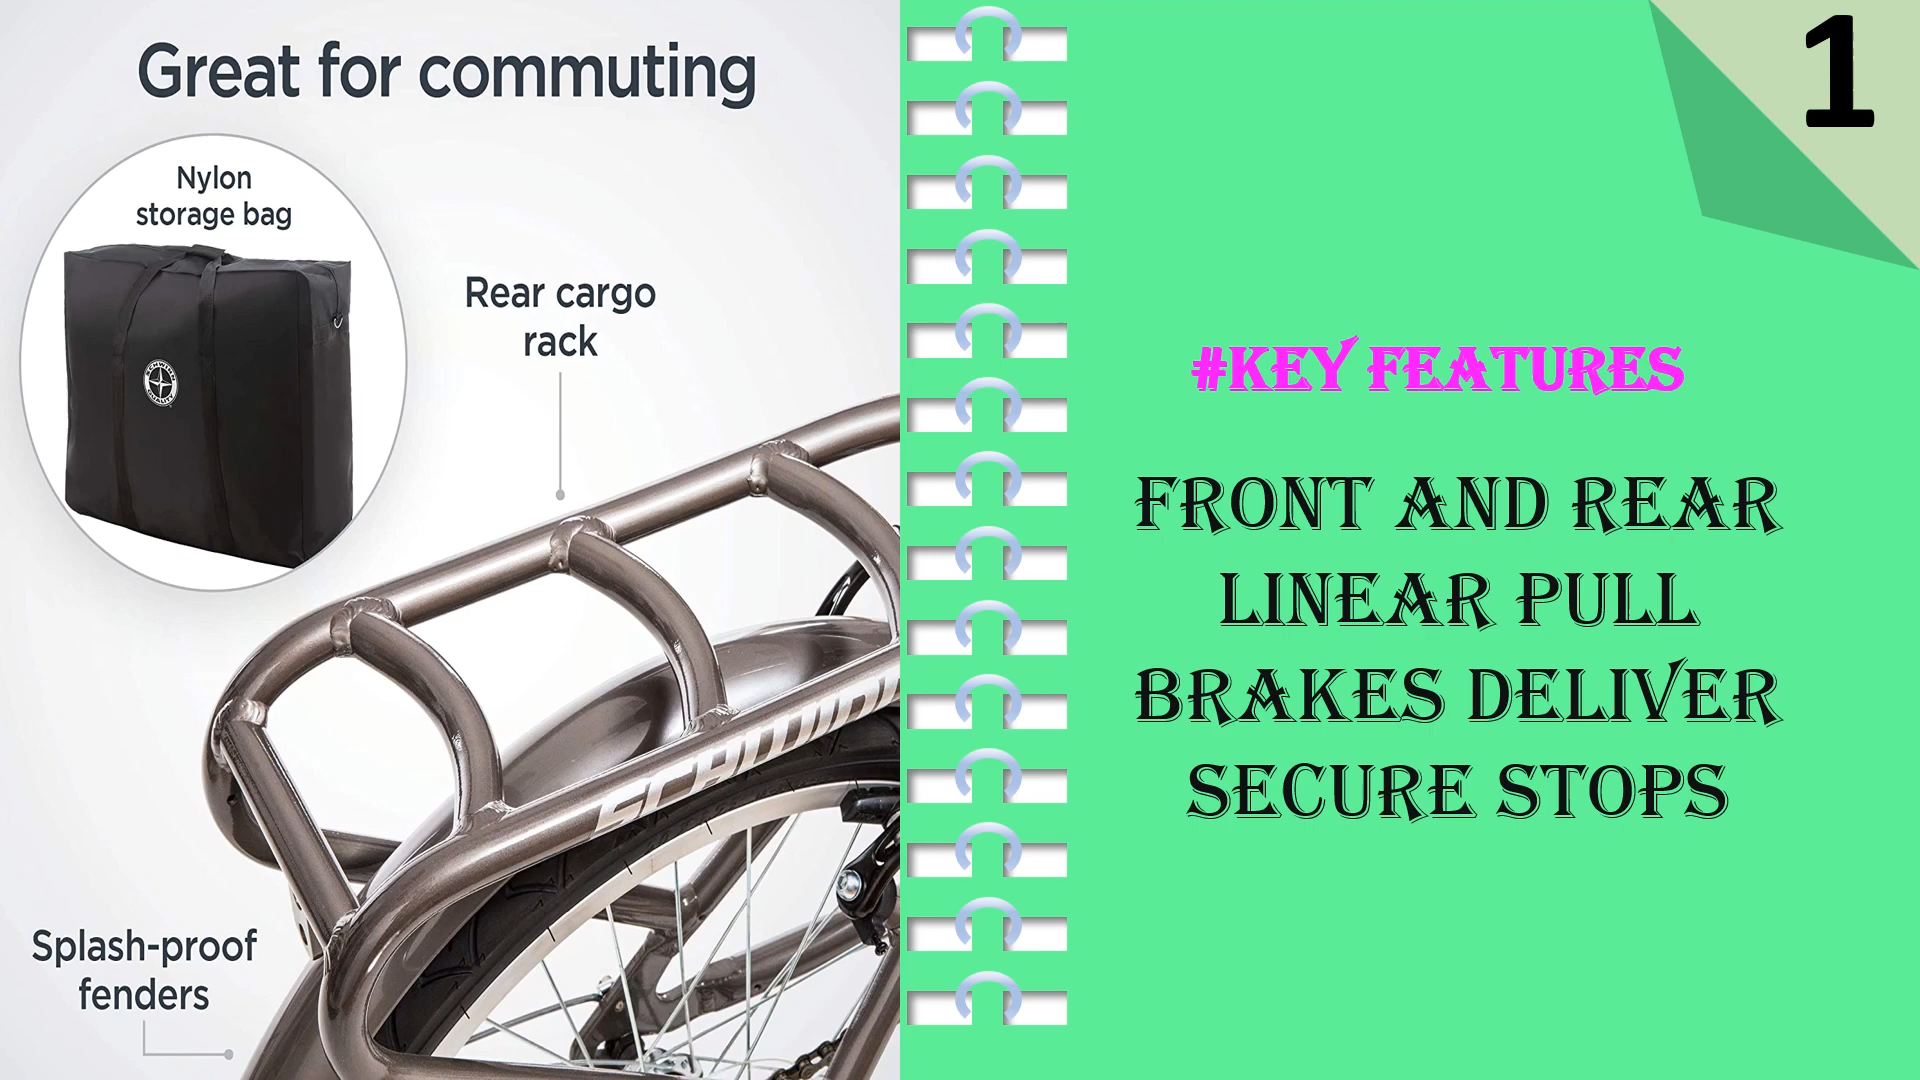 Great for commuting
Nylon
storage bag
Rear cargo
rack
SCHWINN
Splash-proof
fenders
1
#KEY FEATURES
FRONT AND REAR
LINEAR PULL
BRAKES DELIVER
SECURE STOPS